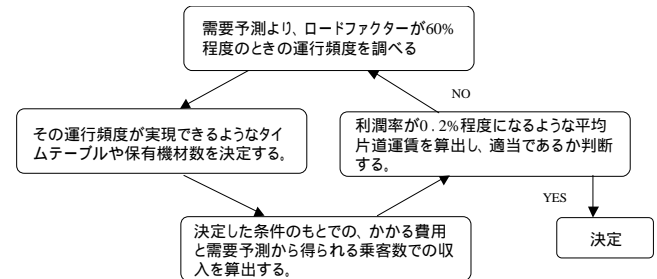 需要予測より、ロードファクターが60%
程度のときの運行頻度を調べる
NO
その運行頻度が実現できるようなタイ
ムテーブルや保有機材数を決定する。
利潤率が0.2%程度になるような平均
片道運賃を算出し、適当であるか判断
する。
YES
決定した条件のもとでの、かかる費用
と需要予測から得られる乗客数での収
入を算出する。
決定